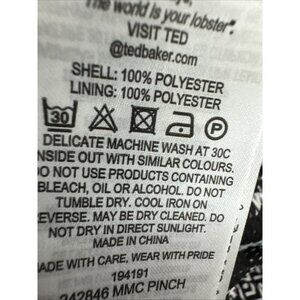 The world is your lobster".
VISIT TED
@tedbaker.com
SHELL: 100% POLYESTER
LINING: 100% POLYESTER
30 P
DELICATE MACHINE WASH AT 30C
NSIDE OUT WITH SIMILAR COLOURS.
DO NOT USE PRODUCTS CONTAINING
BLEACH, OIL OR ALCOHOL. DO NOT
TUMBLE DRY. COOL IRON ON
EVERSE. MAY BE DRY CLEANED. DO
NOT DRY IN DIRECT SUNLIGHT.
MADE IN CHINA
ADE WITH CARE, WEAR WITH PRIDE
194191
242846 MMC PINCH